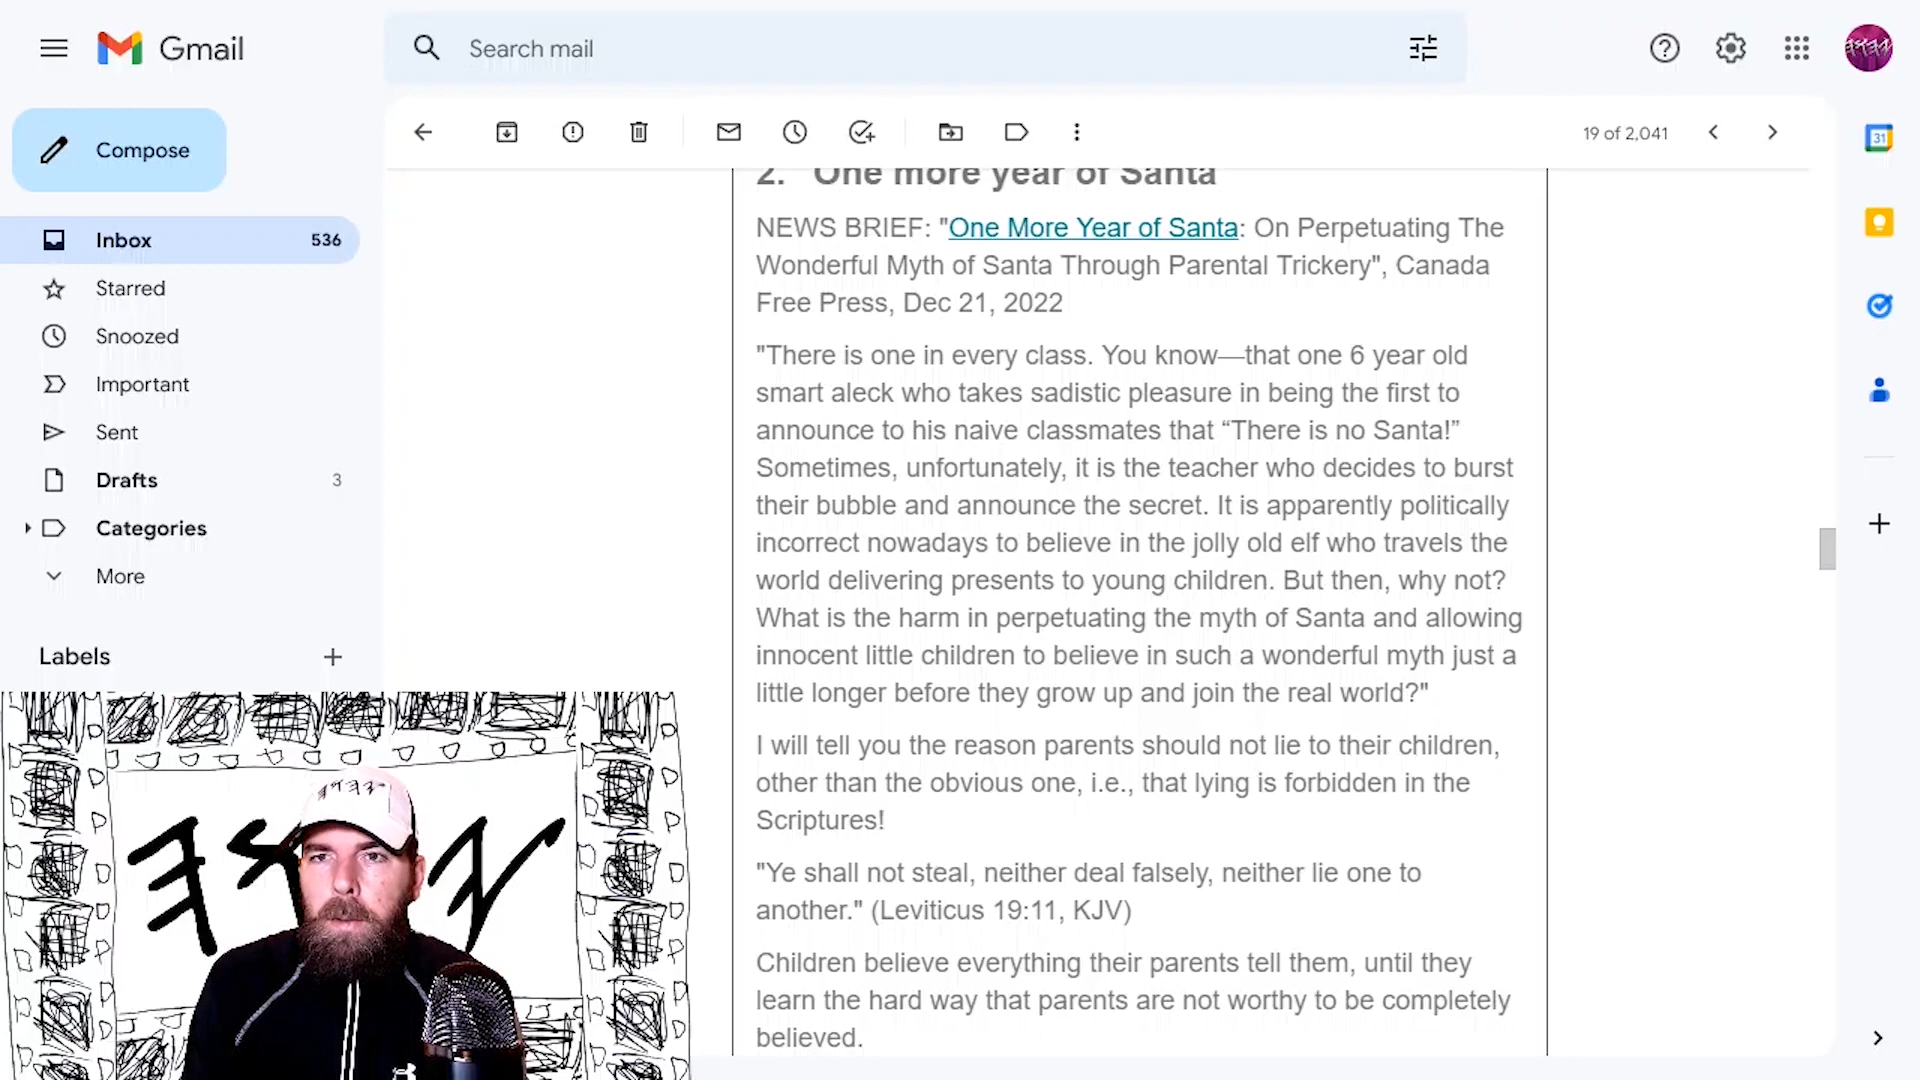 Gmail
Search mail
Compose
19 of 2,041
Inbox 536
Starred
Snoozed
Important
Sent
Drafts 3
Categories
More
Labels
31
2. One more year of Santa
NEWS BRIEF: "One More Year of Santa: On Perpetuating The
Wonderful Myth of Santa Through Parental Trickery", Canada
Free Press, Dec 21, 2022
"There is one in every class. You know—that one 6 year old
smart aleck who takes sadistic pleasure in being the first to
announce to his naive classmates that “There is no Santa!”
Sometimes, unfortunately, it is the teacher who decides to burst
their bubble and announce the secret. It is apparently politically
incorrect nowadays to believe in the jolly old elf who travels the
world delivering presents to young children. But then, why not?
What is the harm in perpetuating the myth of Santa and allowing
innocent little children to believe in such a wonderful myth just a
little longer before they grow up and join the real world?"
I will tell you the reason parents should not lie to their children,
other than the obvious one, i.e., that lying is forbidden in the
Scriptures!
"Ye shall not steal, neither deal falsely, neither lie one to
another." (Leviticus 19:11, KJV)
Children believe everything their parents tell them, until they
learn the hard way that parents are not worthy to be completely
believed.